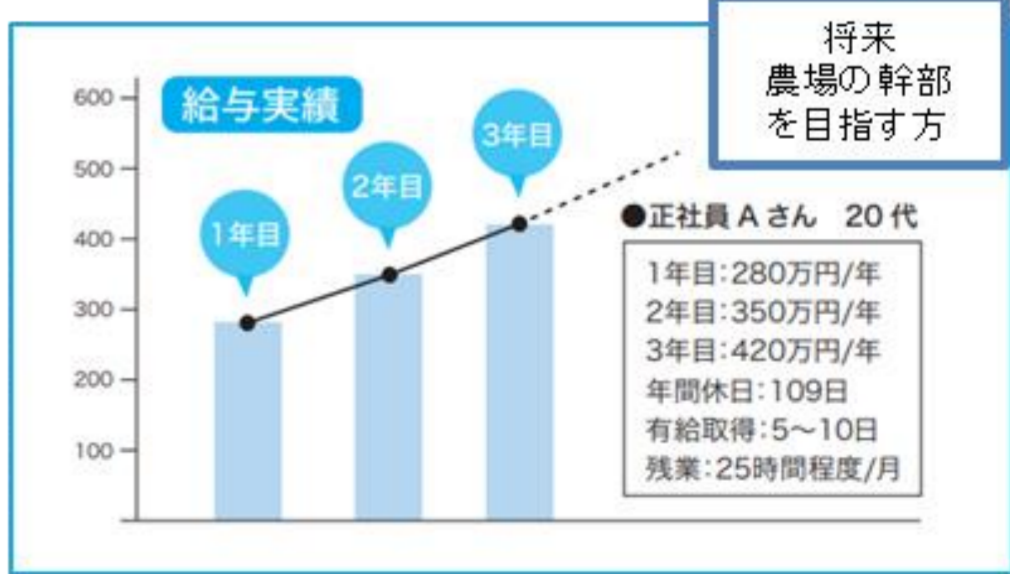 将来
農場の幹部
を目指す方
給与実績
600
500
400
300
200
100
1年目
2年目
3年目
●正社員 A さん　20 代
1年目：280万円/年
2年目：350万円/年
3年目：420万円/年
年間休日：109日
有給取得：5〜10日
残業：25時間程度/月